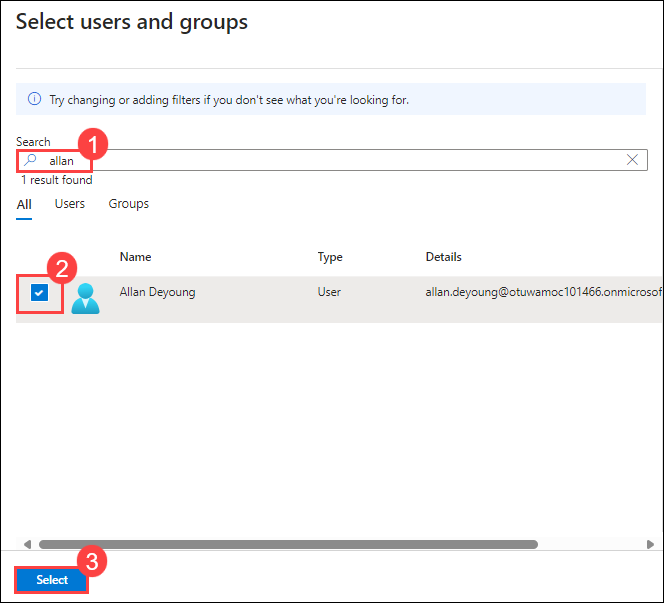 Select users and groups
Try changing or adding filters if you don't see what you're looking for.
Search
1
allan
1 result found
All Users Groups
Name Type Details
2
Allan Deyoung User allan.deyoung@otuwamoc101466.onmicrosof
3
Select